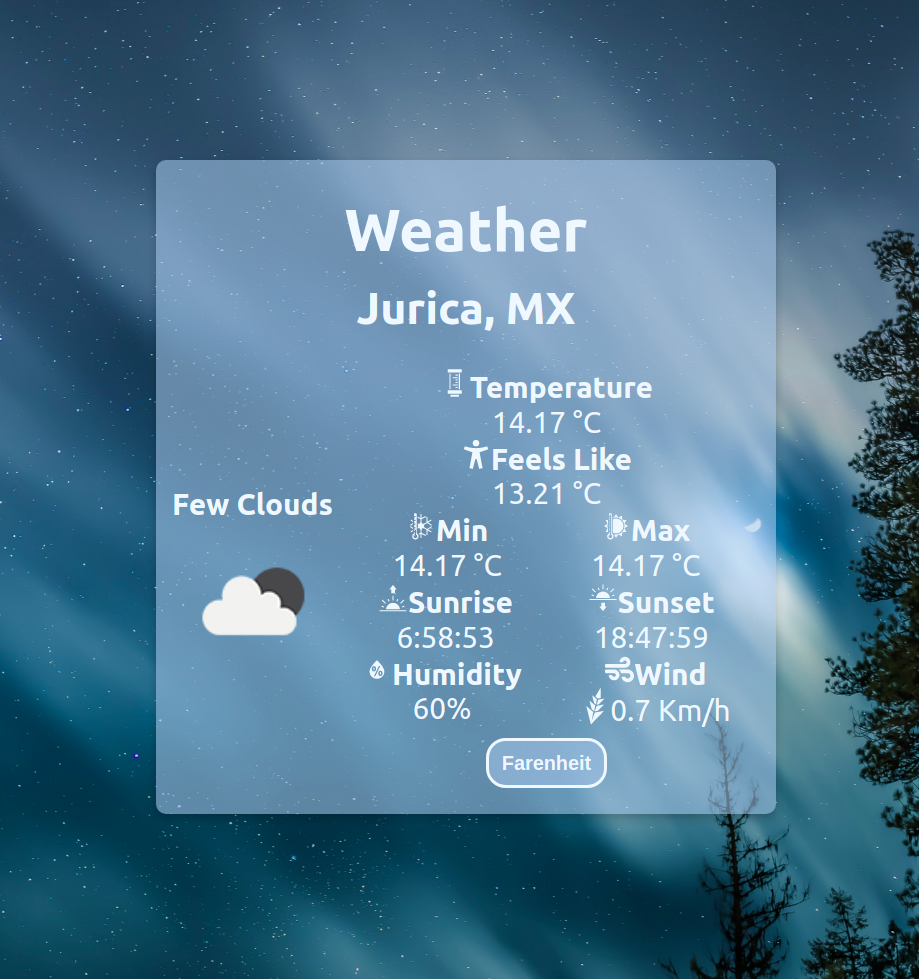 Weather
Jurica, MX
Temperature
14.17 °C
Feels Like
13.21 °C
Few Clouds
Min
Max
14.17 °C
14.17 °C
Sunrise
Sunset
6:58:53
18:47:59
% Humidity
Wind
60%
0.7 Km/h
Farenheit